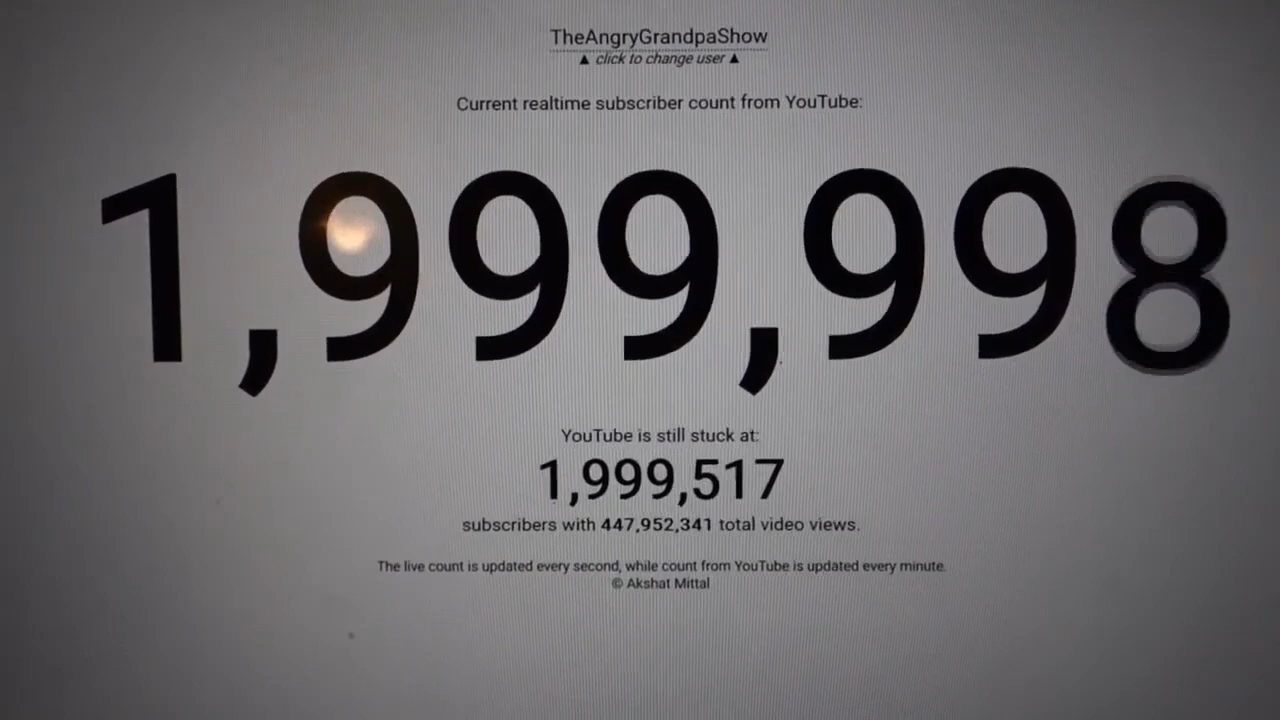 TheAngryGrandpaShow
▲ click to change user ▲
Current realtime subscriber count from YouTube:
1,999,998
YouTube is still stuck at:
1,999,517
subscribers with 447,952,341 total video views.
The live count is updated every second, while count from YouTube is updated every minute.
© Akshat Mittal